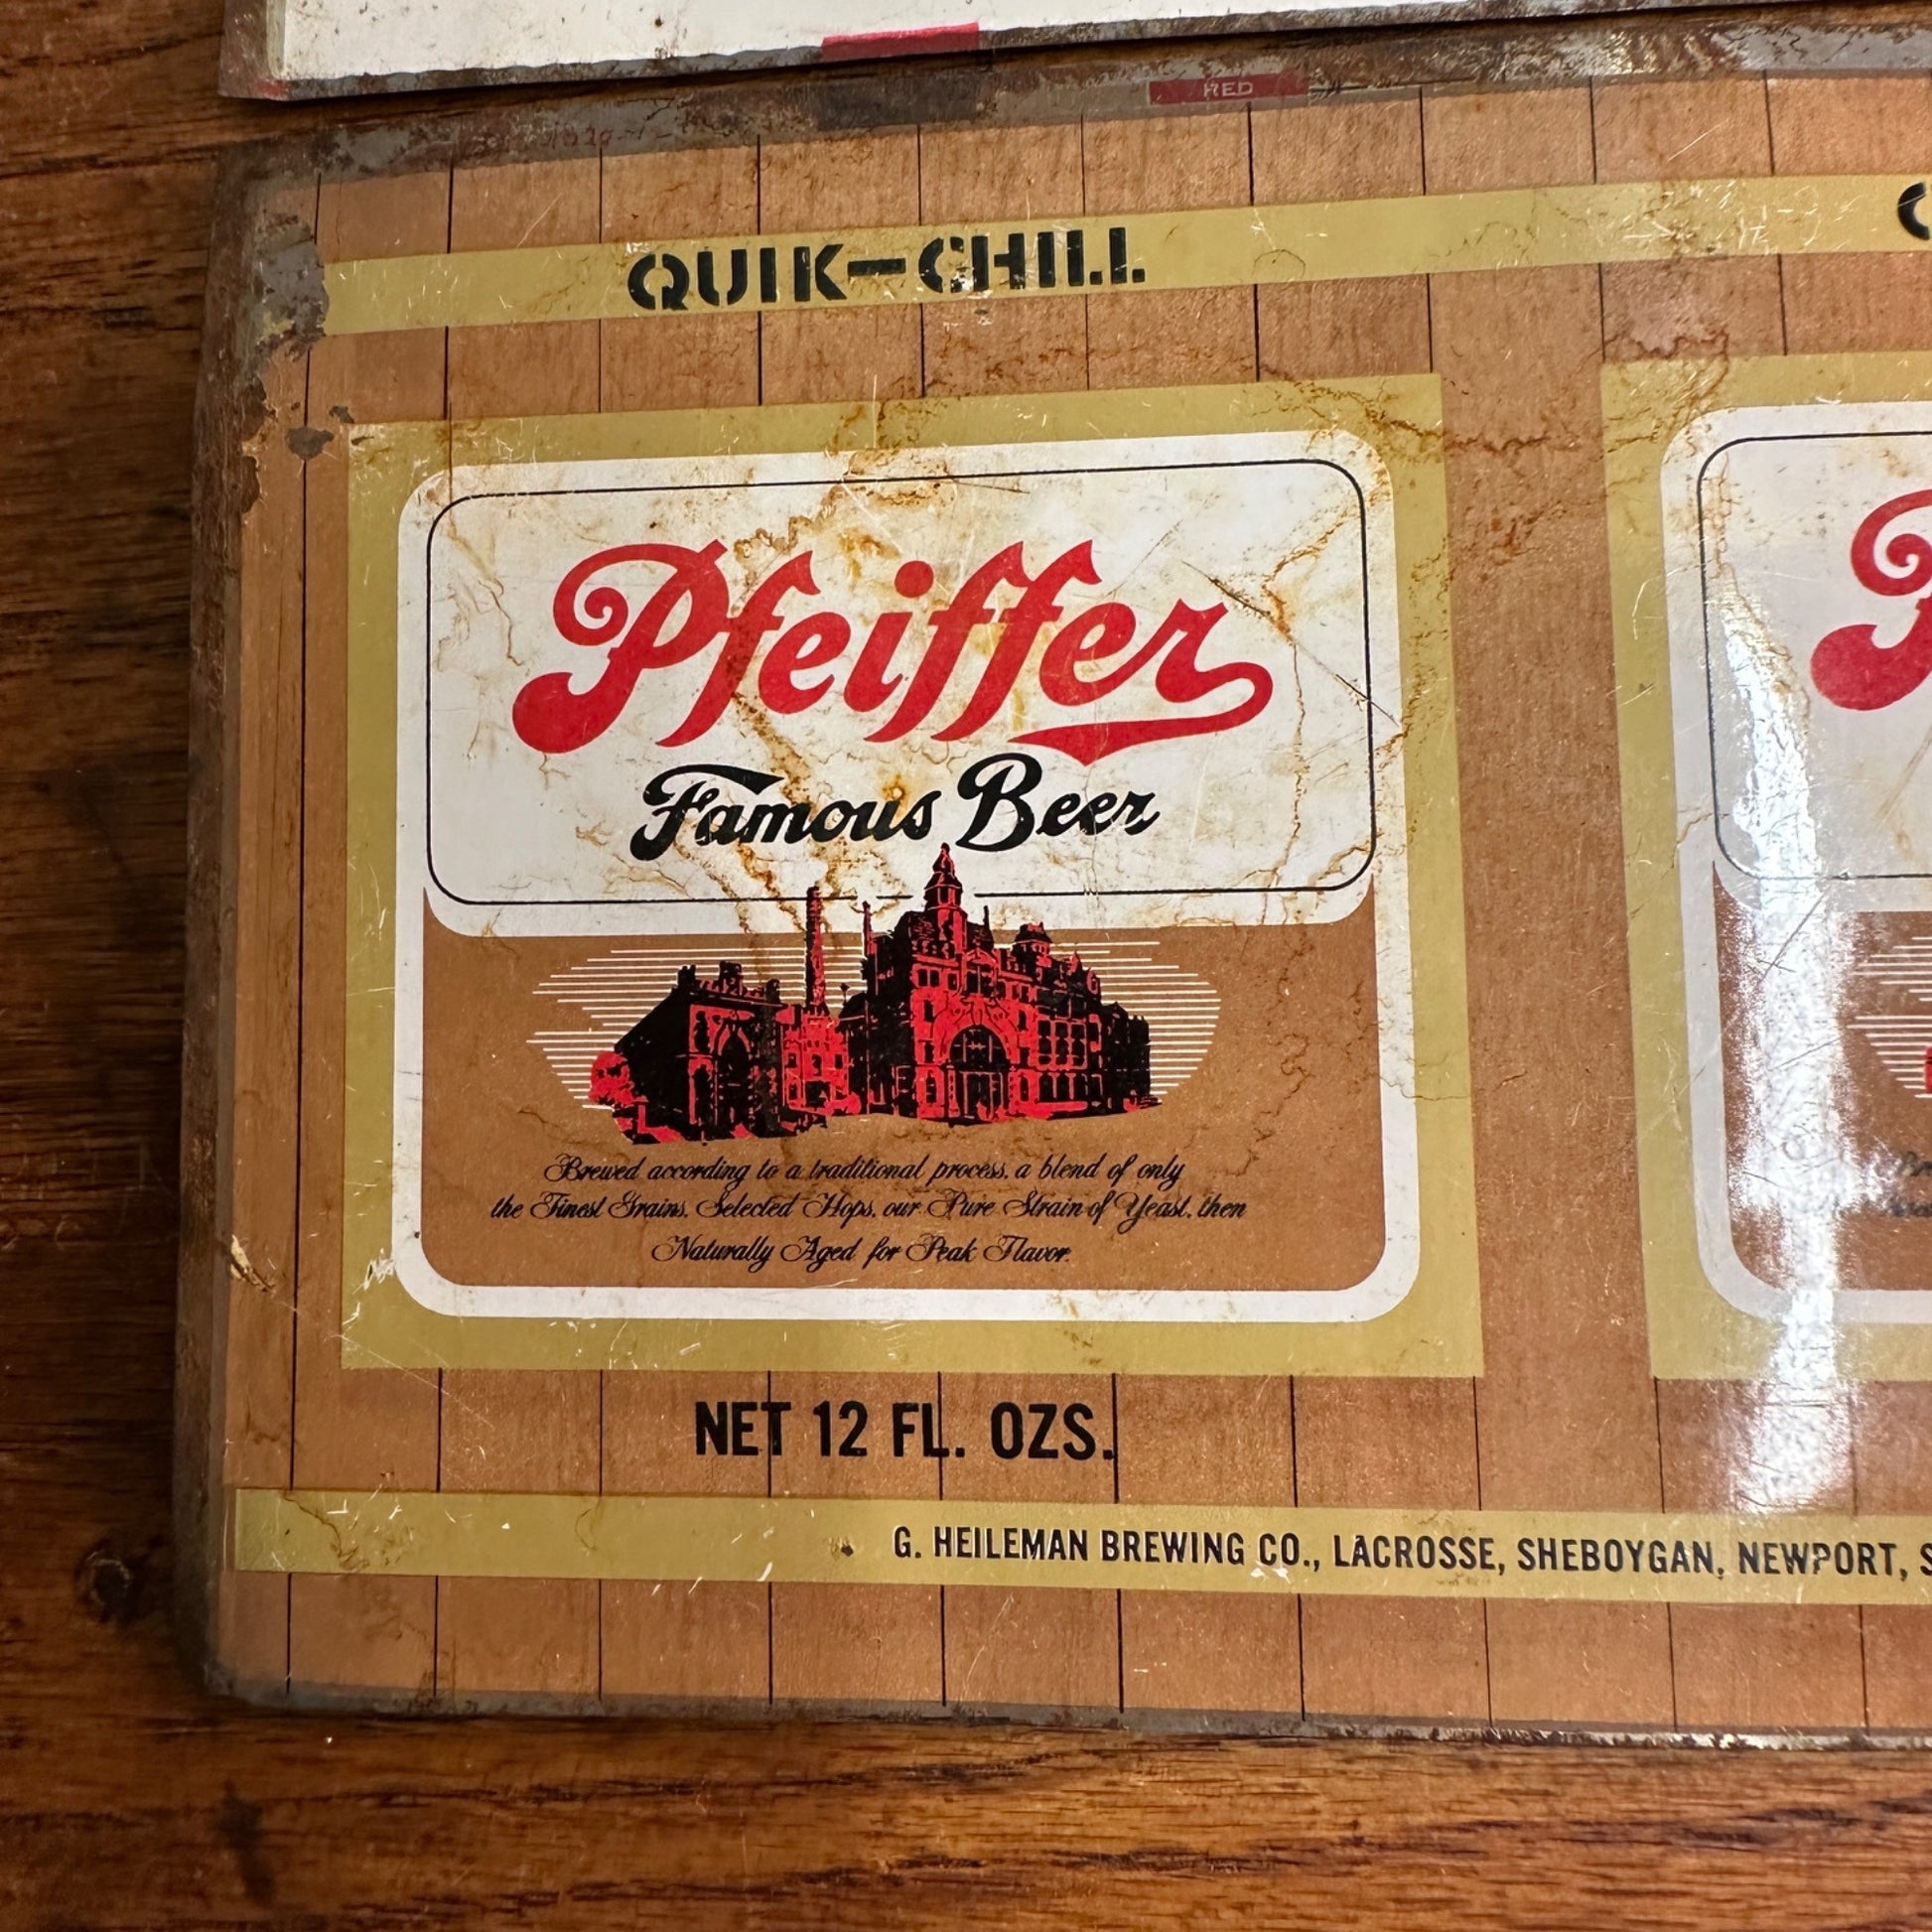 RED
QUIK-CHILL
Pfeiffer
Famous Beer
Brewed according to a traditional process, a blend of only
the Finest Grains, Selected Hops, our Pure Strain of Yeast, then
Naturally Aged for Peak Flavor.
NET 12 FL. OZS.
G. HEILEMAN BREWING CO., LACROSSE, SHEBOYGAN, NEWPORT,